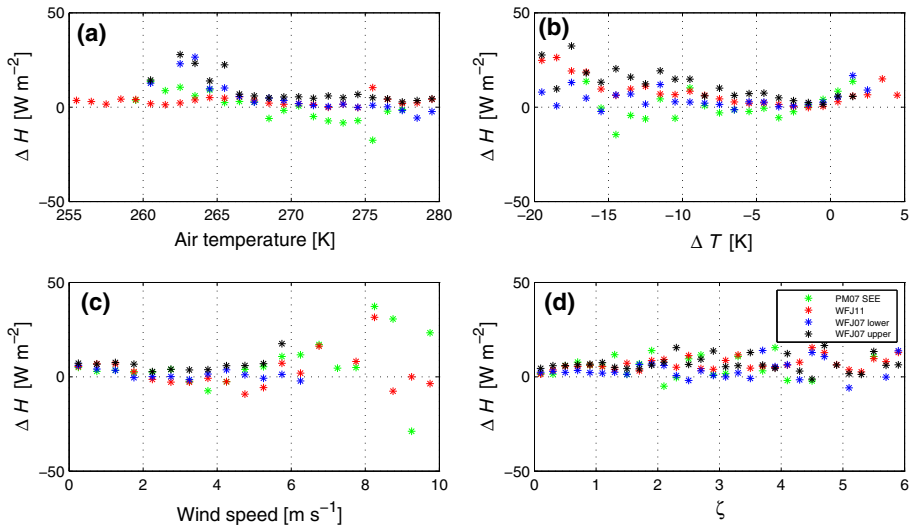 (a)
50
0
−50
Δ H [W m−2]
255 260 265 270 275 280
Air temperature [K]
(b)
50
0
−50
Δ H [W m−2]
−20 −15 −10 −5 0 5
Δ T [K]
(c)
50
0
−50
Δ H [W m−2]
0 2 4 6 8 10
Wind speed [m s−1]
(d)
50
0
−50
Δ H [W m−2]
0 1 2 3 4 5 6
ζ
PM07 SEE
WFJ11
WFJ07 lower
WFJ07 upper